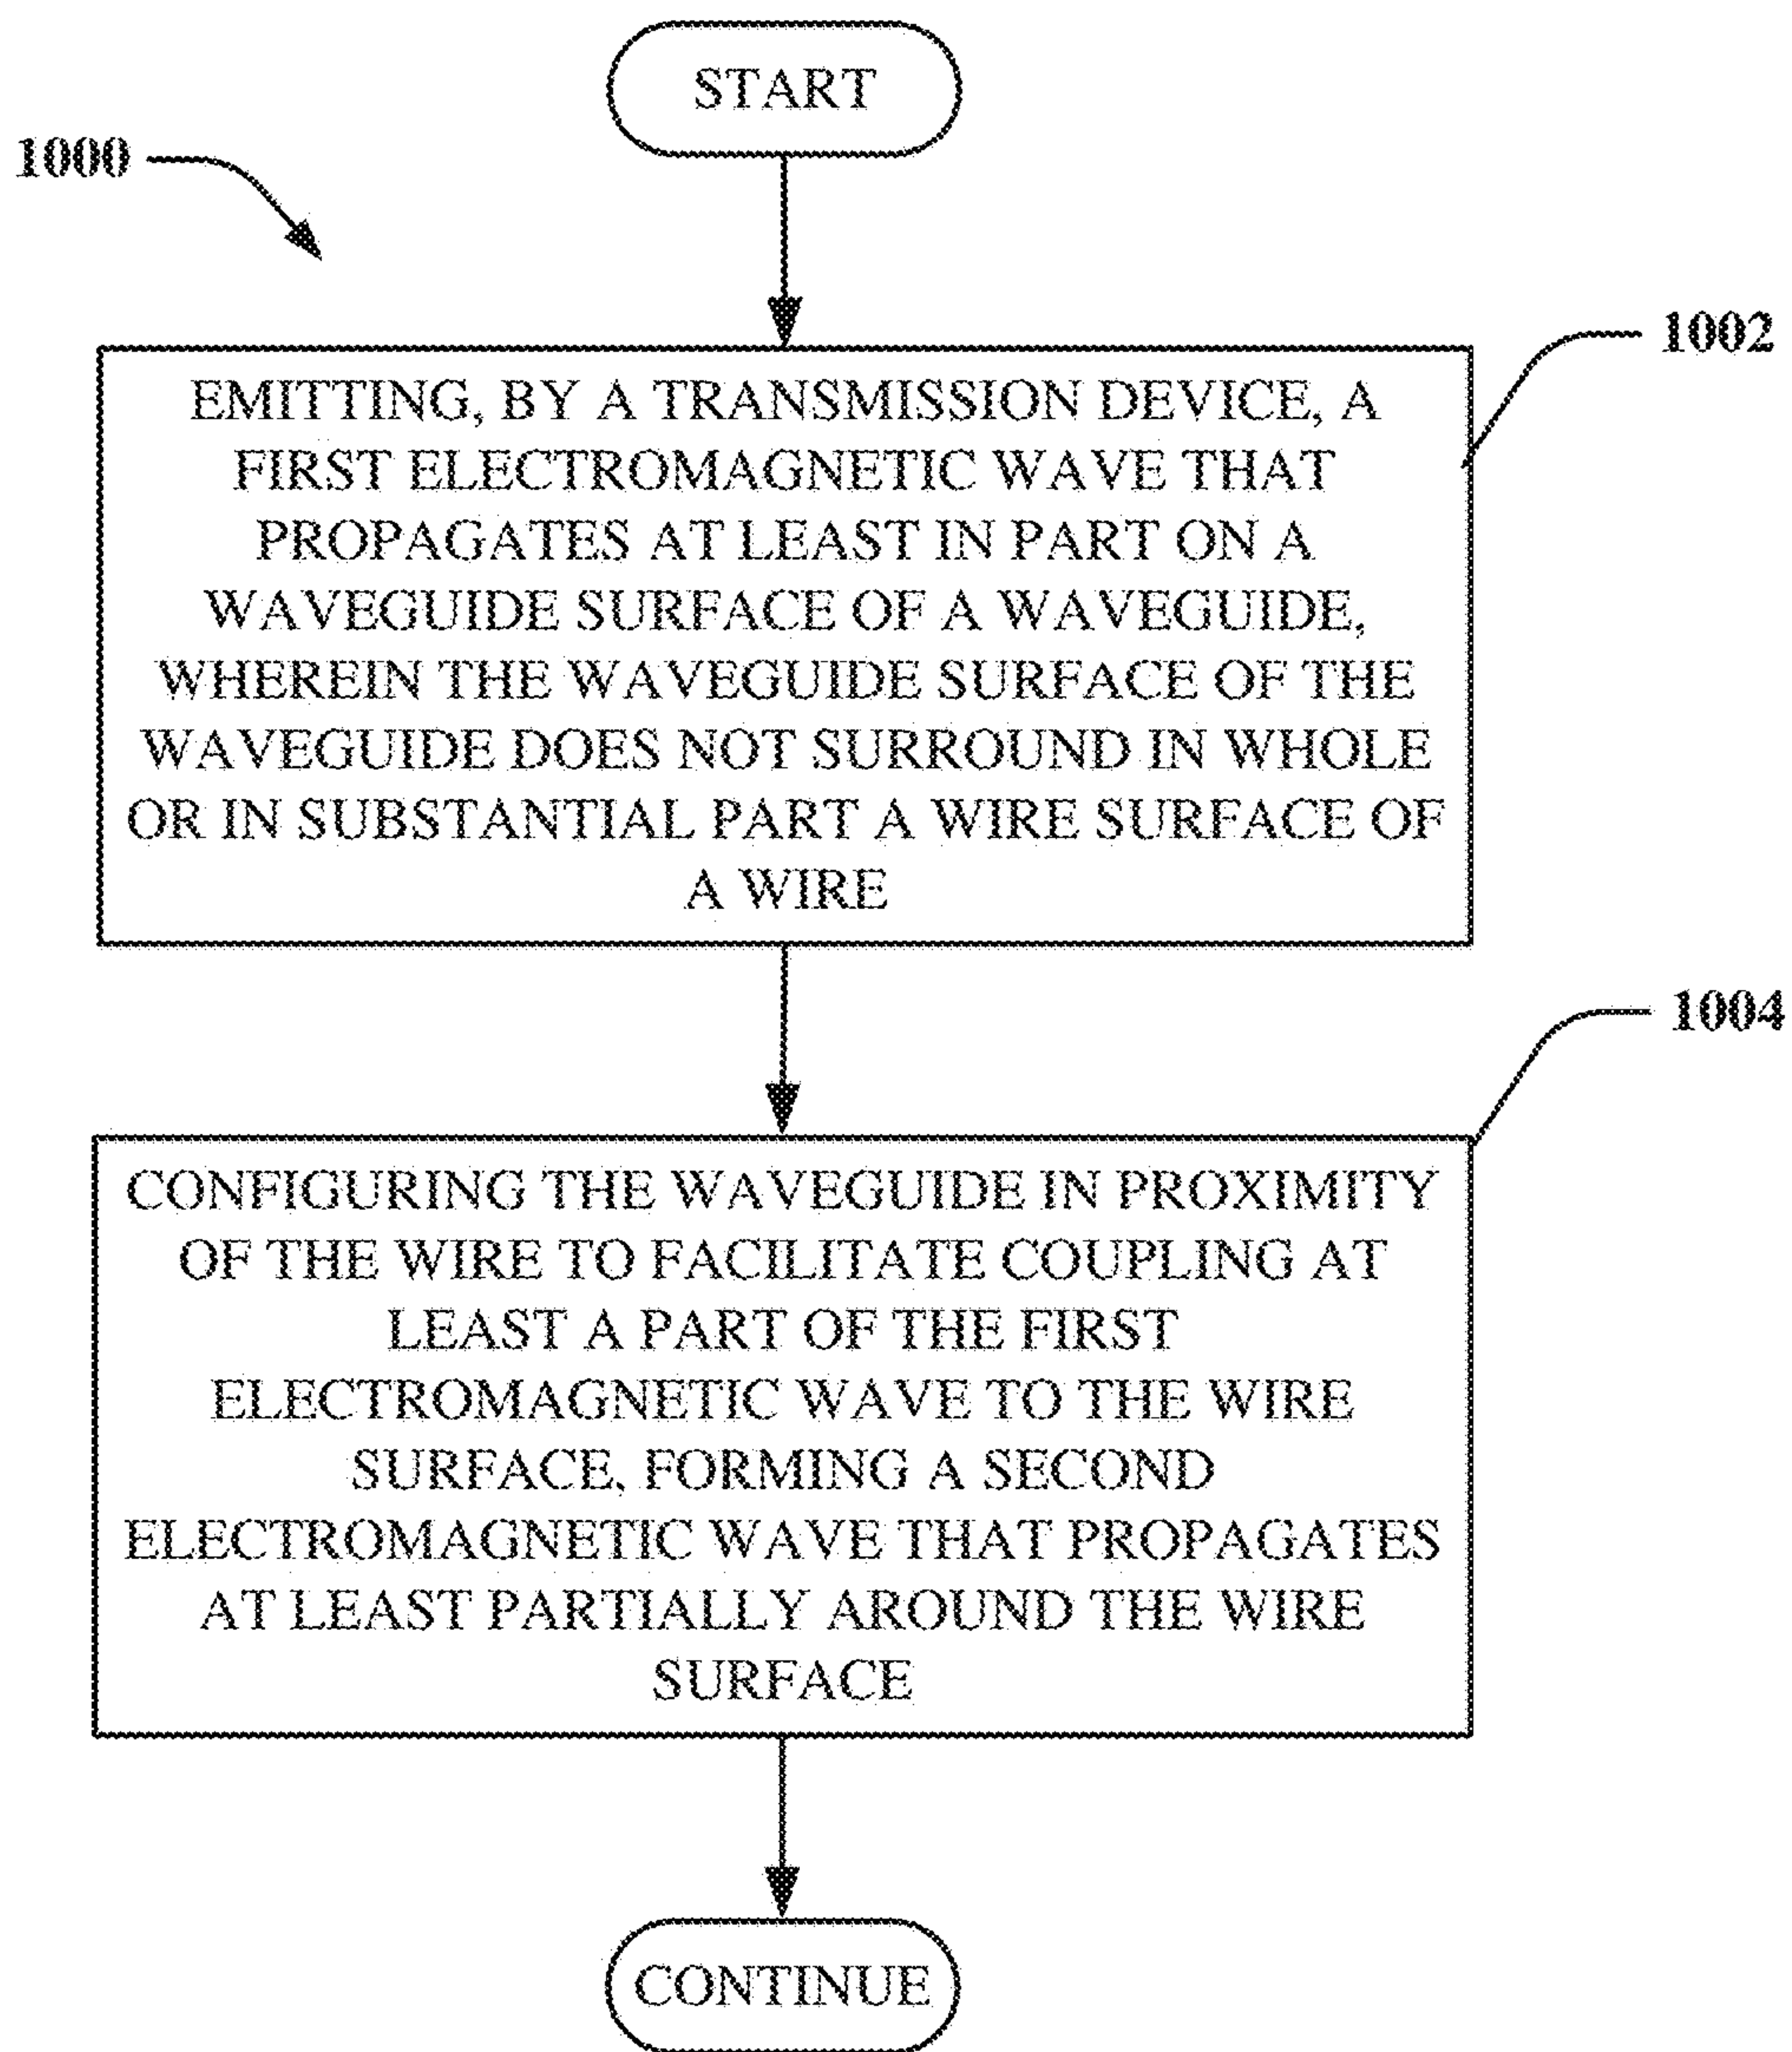 START
1000
1002
EMITTING, BY A TRANSMISSION DEVICE, A
FIRST ELECTROMAGNETIC WAVE THAT
PROPAGATES AT LEAST IN PART ON A
WAVEGUIDE SURFACE OF A WAVEGUIDE,
WHEREIN THE WAVEGUIDE SURFACE OF THE
WAVEGUIDE DOES NOT SURROUND IN WHOLE
OR IN SUBSTANTIAL PART A WIRE SURFACE OF
A WIRE
1004
CONFIGURING THE WAVEGUIDE IN PROXIMITY
OF THE WIRE TO FACILITATE COUPLING AT
LEAST A PART OF THE FIRST
ELECTROMAGNETIC WAVE TO THE WIRE
SURFACE, FORMING A SECOND
ELECTROMAGNETIC WAVE THAT PROPAGATES
AT LEAST PARTIALLY AROUND THE WIRE
SURFACE
CONTINUE